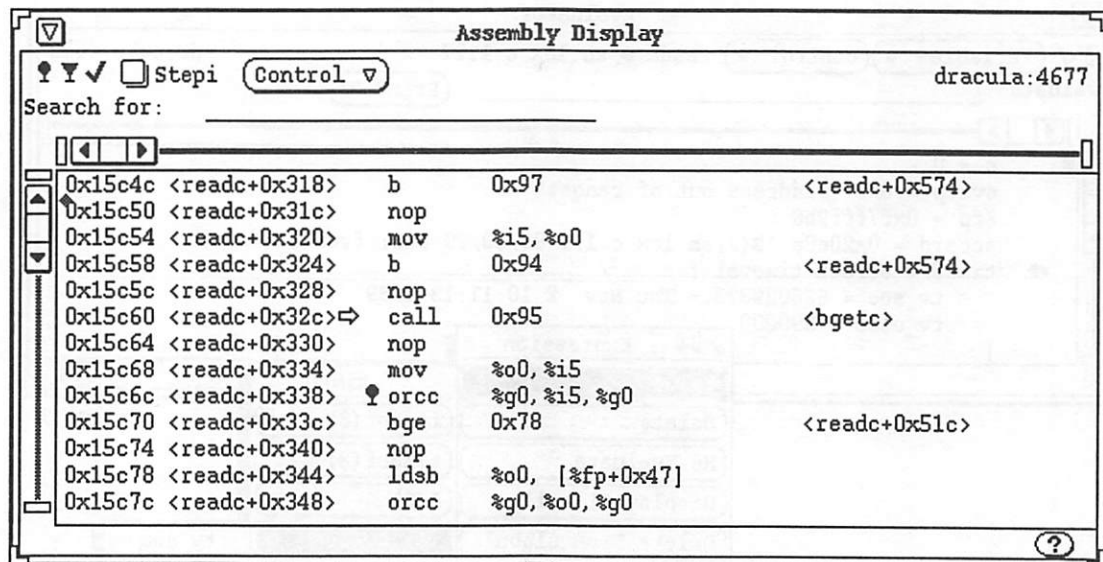 Assembly Display
Stepi Control dracula:4677
Search for:
0x15c4c <readc+0x318> b 0x97 <readc+0x574>
0x15c50 <readc+0x31c> nop
0x15c54 <readc+0x320> mov %i5,%o0
0x15c58 <readc+0x324> b 0x94 <readc+0x574>
0x15c5c <readc+0x328> nop
0x15c60 <readc+0x32c> call 0x95 <bgetc>
0x15c64 <readc+0x330> nop
0x15c68 <readc+0x334> mov %o0,%i5
0x15c6c <readc+0x338> orcc %g0,%i5,%g0
0x15c70 <readc+0x33c> bge 0x78 <readc+0x51c>
0x15c74 <readc+0x340> nop
0x15c78 <readc+0x344> ldsb %o0, [%fp+0x47]
0x15c7c <readc+0x348> orcc %g0,%o0,%g0
?